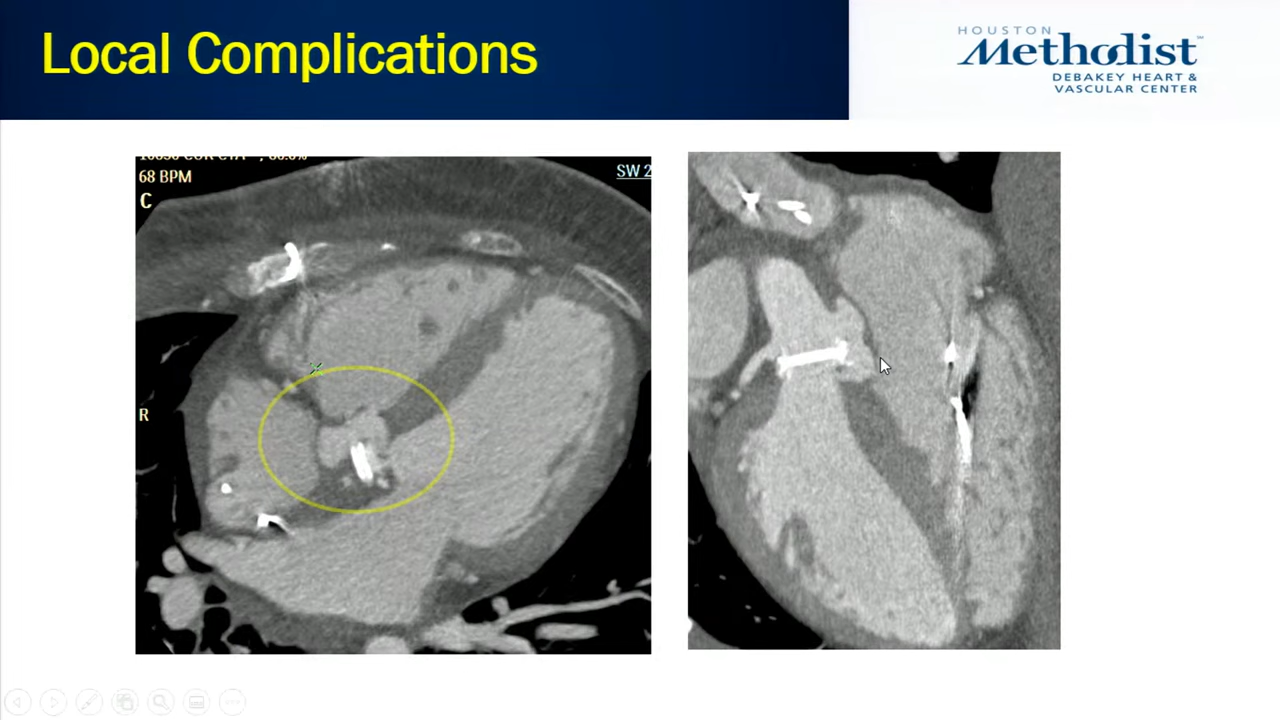 Local Complications
HOUSTON
Methodist
DEBAKEY HEART &
VASCULAR CENTER
68 BPM
C
SW 2
R